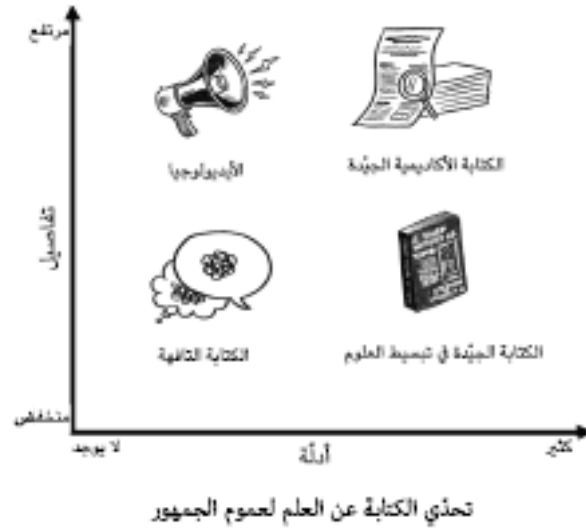 مرتفع
الأيديولوجيا
الكتابة الأكاديمية الجيّدة
تفاصيل
الكتابة التافهة
الكتابة الجيّدة في تبسيط العلوم
منخفض
لا يوجد
أدلّة
كثير
تحدّي الكتابة عن العلم لعموم الجمهور